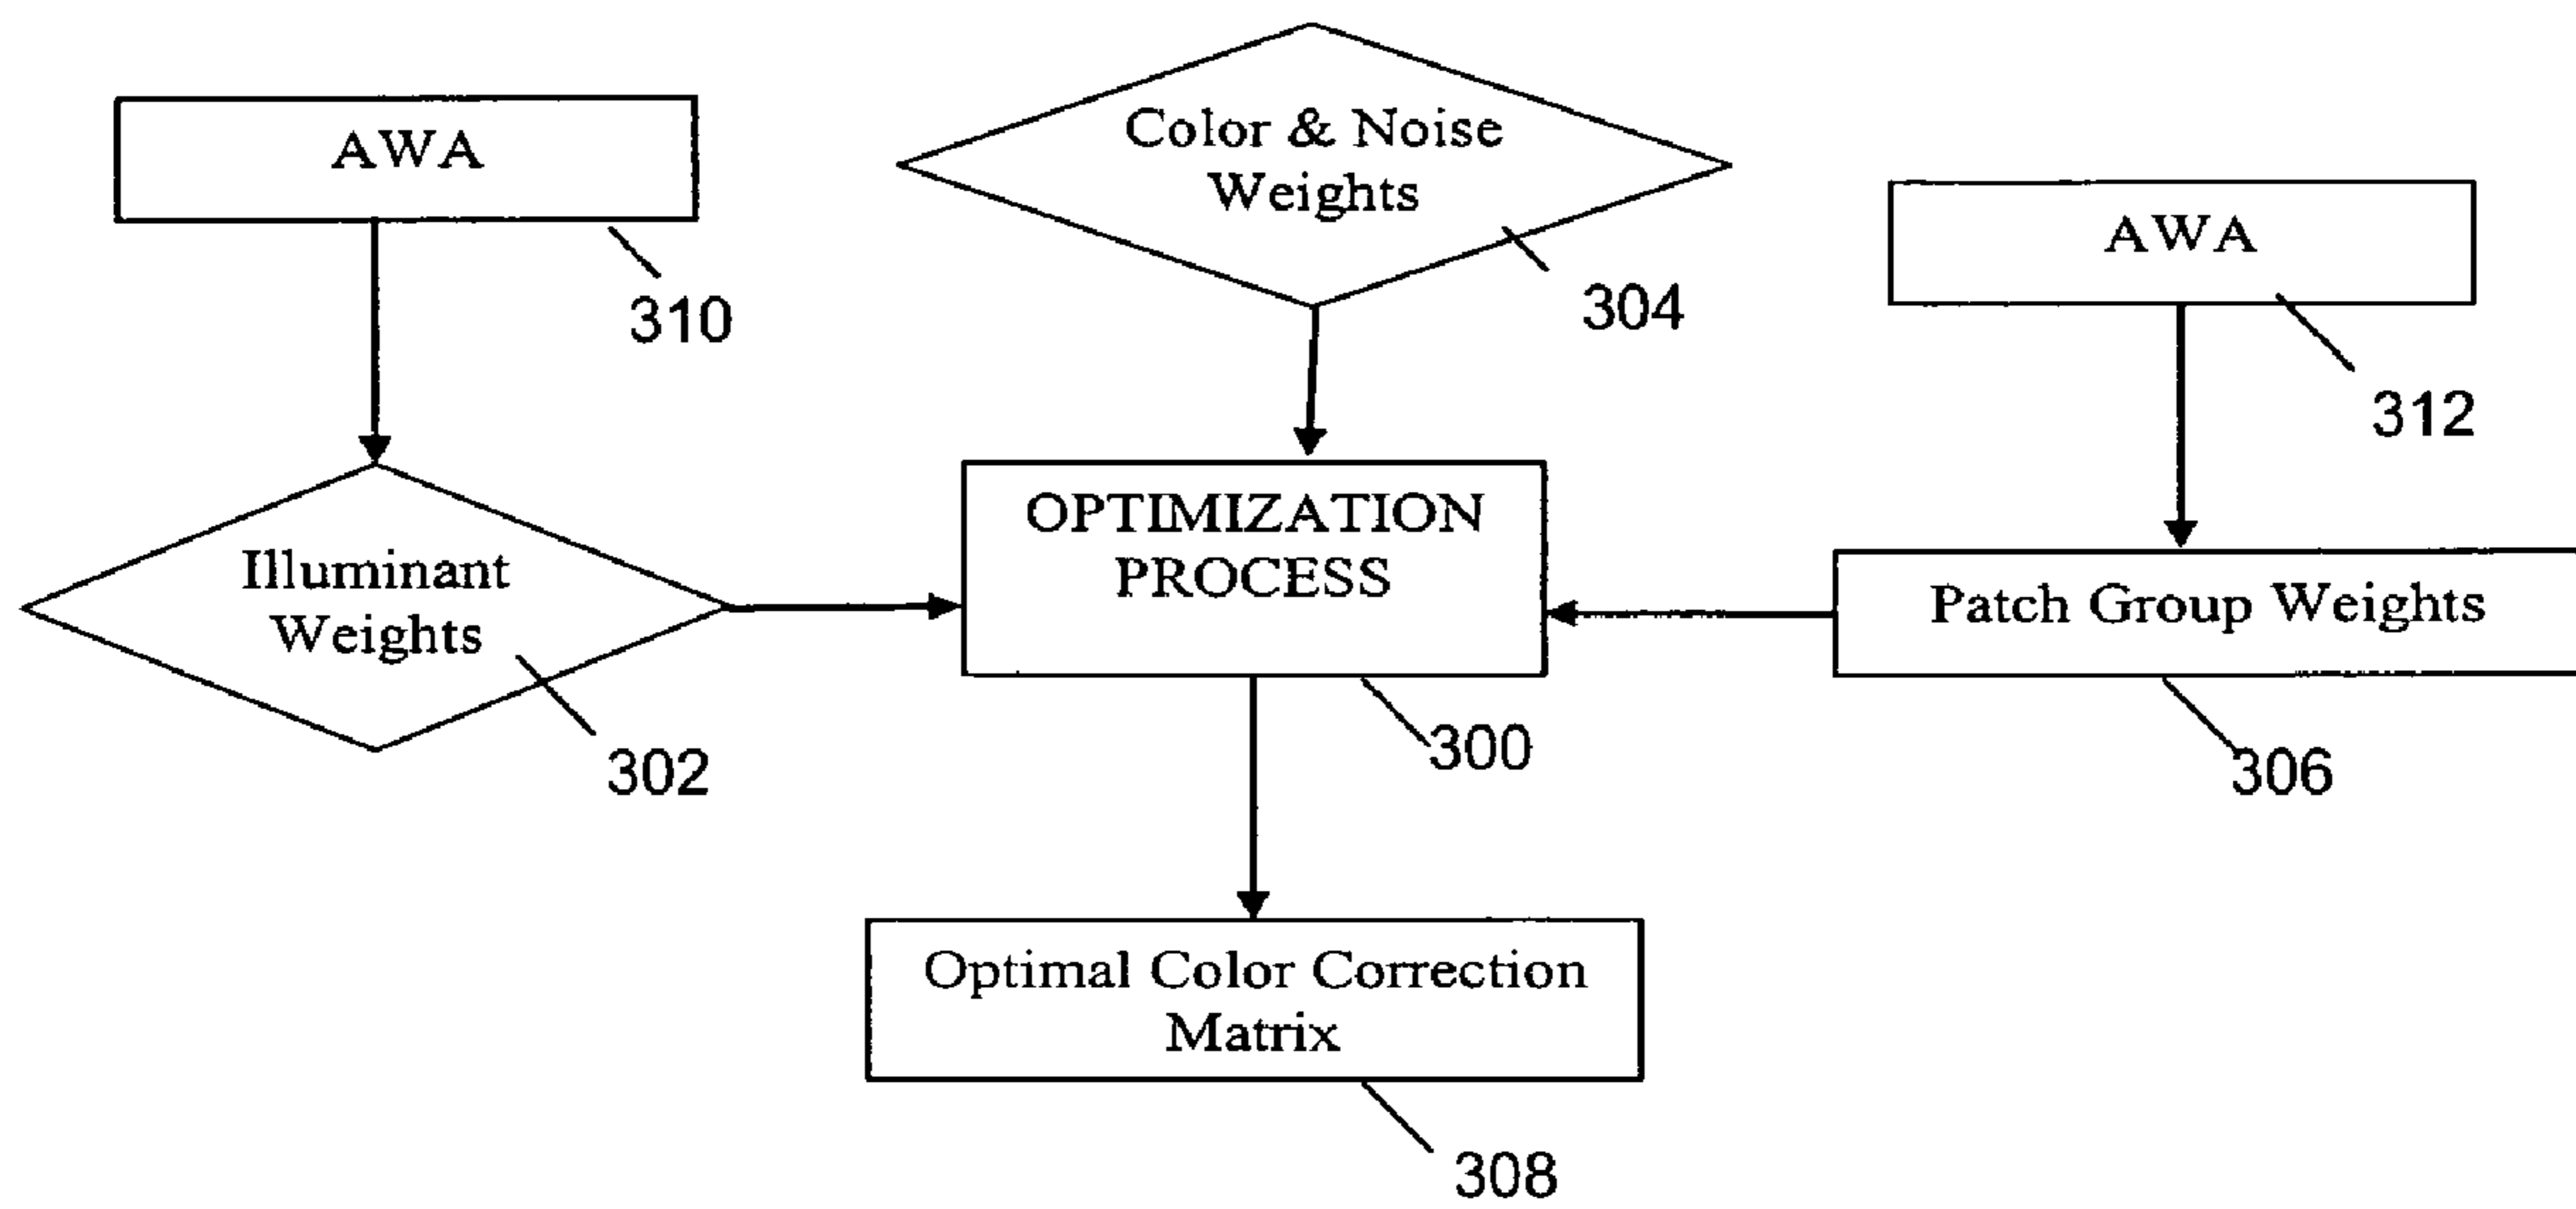 AWA
310
Color & Noise
Weights
304
AWA
312
Illuminant
Weights
302
OPTIMIZATION
PROCESS
300
Patch Group Weights
306
Optimal Color Correction
Matrix
308